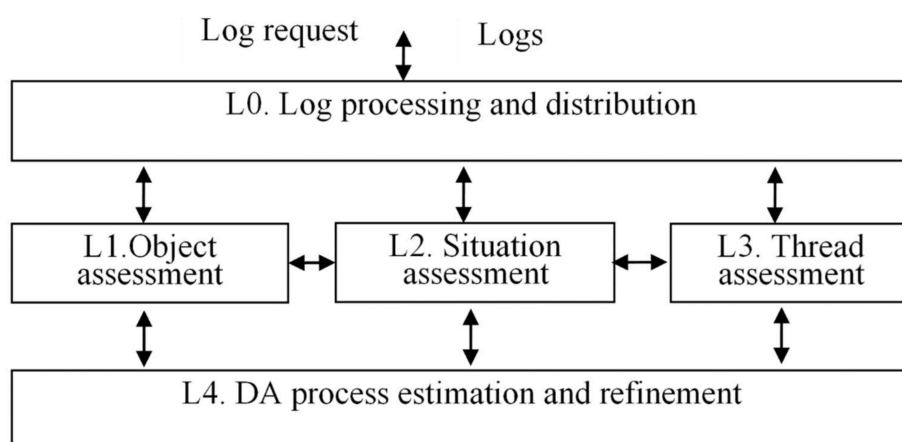 Log request Logs
L0. Log processing and distribution
L1.Object
assessment
L2. Situation
assessment
L3. Thread
assessment
L4. DA process estimation and refinement